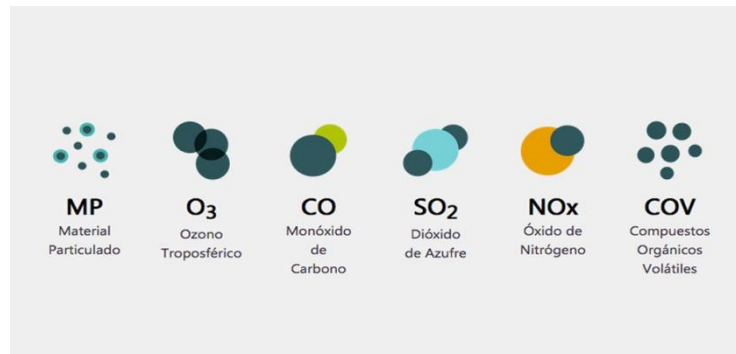 MP
Material
Particulado
O₃
Ozono
Troposférico
CO
Monóxido
de
Carbono
SO₂
Dióxido
de Azufre
NOx
Óxido de
Nitrógeno
COV
Compuestos
Orgánicos
Volátiles